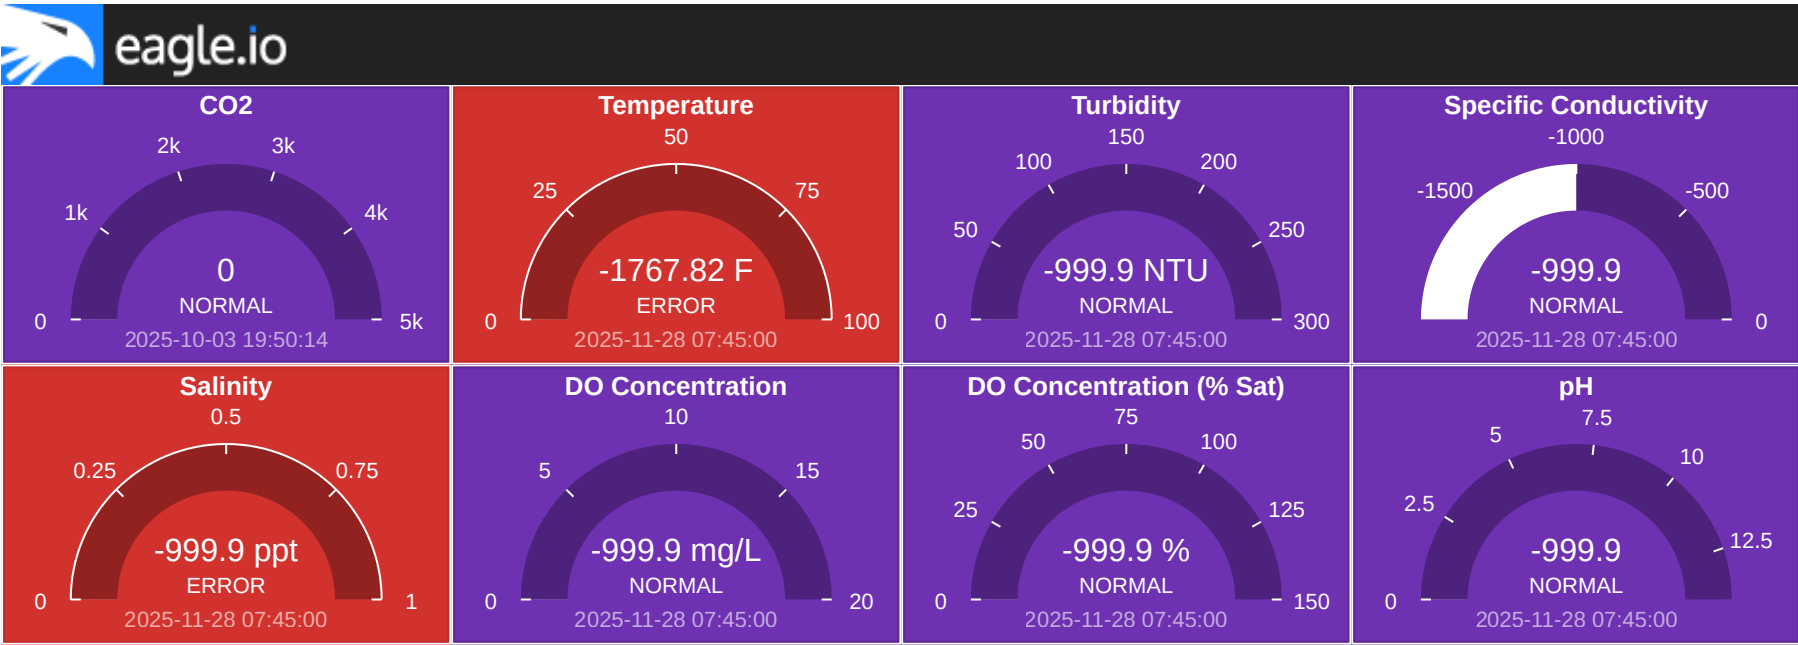 eagle.io
CO2
2k
3k
1k
4k
0
NORMAL
0
5k
2025-10-03 19:50:14
Temperature
50
25
75
-1767.82 F
ERROR
0
100
2025-11-28 07:45:00
Turbidity
150
100
200
50
250
-999.9 NTU
NORMAL
0
300
2025-11-28 07:45:00
Specific Conductivity
-1000
-1500
-500
-999.9
NORMAL
0
2025-11-28 07:45:00
Salinity
0.5
0.25
0.75
-999.9 ppt
ERROR
0
1
2025-11-28 07:45:00
DO Concentration
10
5
15
-999.9 mg/L
NORMAL
0
20
2025-11-28 07:45:00
DO Concentration (% Sat)
75
50
100
25
125
-999.9 %
NORMAL
0
150
2025-11-28 07:45:00
pH
7.5
5
10
2.5
12.5
-999.9
NORMAL
0
2025-11-28 07:45:00